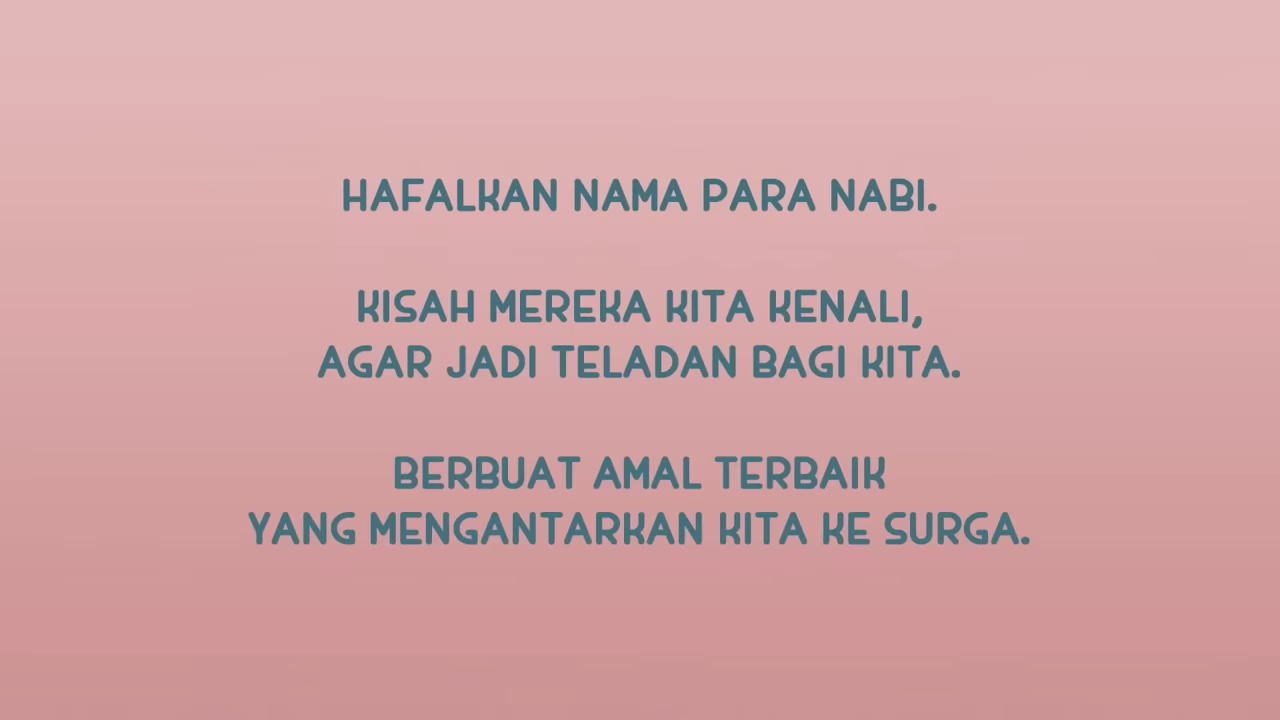 HAFALKAN NAMA PARA NABI.
KISAH MEREKA KITA KENALI,
AGAR JADI TELADAN BAGI KITA.
BERBUAT AMAL TERBAIK
YANG MENGANTARKAN KITA KE SURGA.